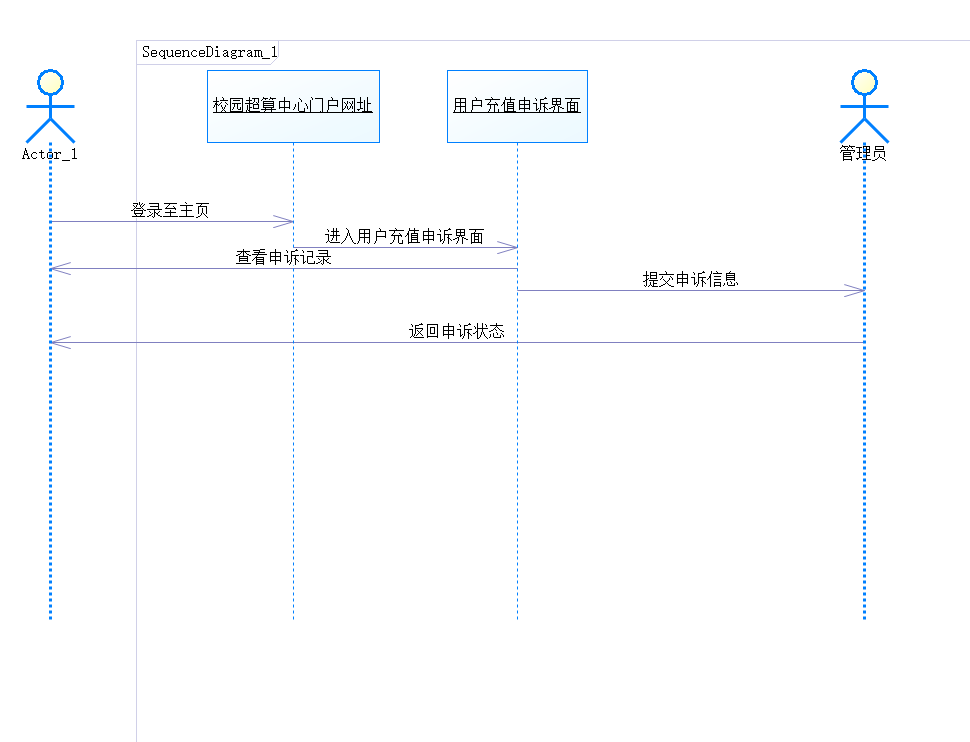 SequenceDiagram_1
校园超算中心门户网址
用户充值申诉界面
Actor_1
管理员
登录至主页
进入用户充值申诉界面
查看申诉记录
提交申诉信息
返回申诉状态